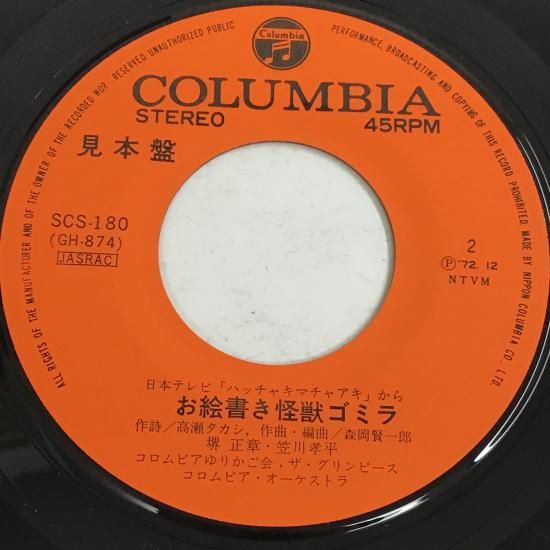 ALL RIGHTS OF THE MANUFACTURER AND OF THE OWNER OF THE RECORDED WOR. RESERVED. UNAUTHORIZED PUBLIC PERFORMANCE, BROADCASTING AND COPYING OF THIS RECORD PROHIBITED. MADE BY NIPPON COLUMBIA CO. LTD.
Columbia
COLUMBIA
STEREO 45RPM
見本盤
SCS-180
(GH-874)
JASRAC
2
Ⓟ'72.12
NTVM
日本テレビ「ハッチャキマチャアキ」から
お絵書き怪獣ゴミラ
作詩/高瀬タカシ, 作曲・編曲/森岡賢一郎
堺 正章・笠川孝平
コロムビアゆりかご会, ザ・グリンピース
コロムビア・オーケストラ